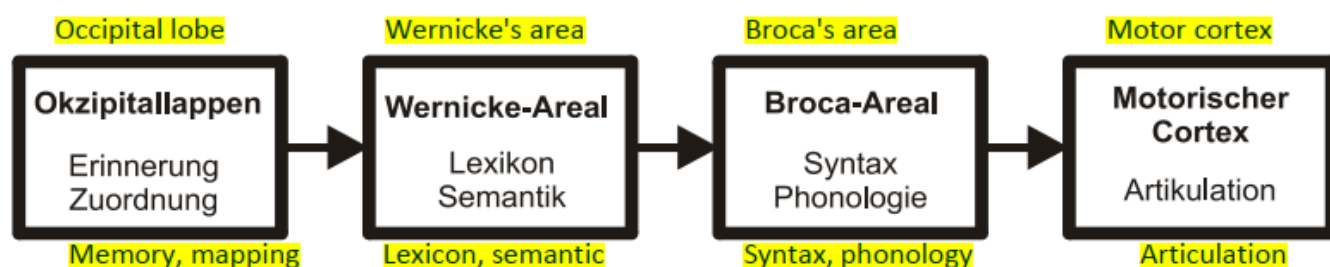 Occipital lobe
Wernicke's area
Broca's area
Motor cortex
Okzipitallappen
Erinnerung
Zuordnung
Wernicke-Areal
Lexikon
Semantik
Broca-Areal
Syntax
Phonologie
Motorischer
Cortex
Artikulation
Memory, mapping
Lexicon, semantic
Syntax, phonology
Articulation